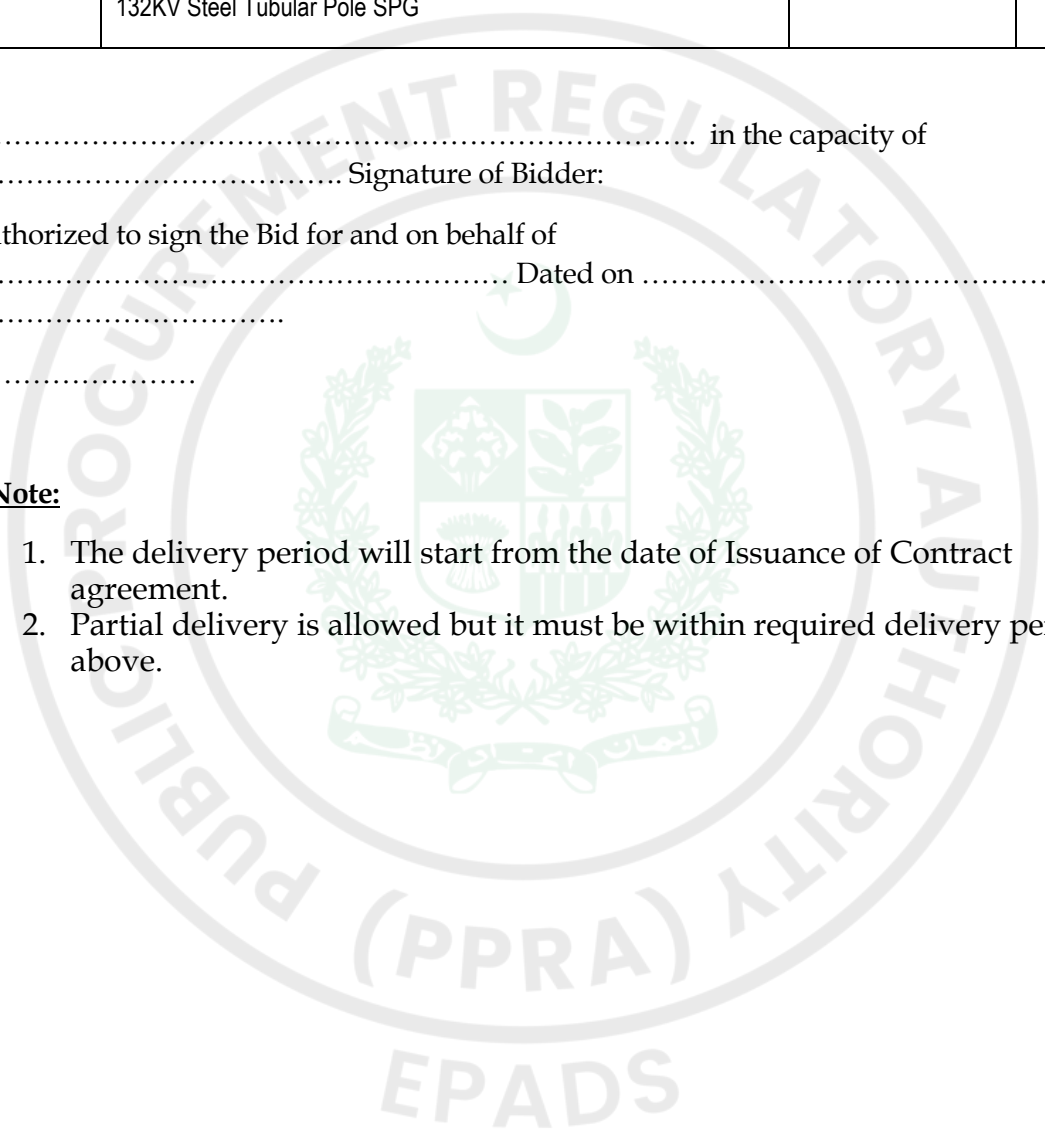 132KV Steel Tubular Pole SPG
…………………………………………………………….. in the capacity of
……………………………. Signature of Bidder:
thorized to sign the Bid for and on behalf of
…………………………………………… Dated on ……………………………………
………………………….
…………………
Note:
1. The delivery period will start from the date of Issuance of Contract
agreement.
2. Partial delivery is allowed but it must be within required delivery
above.
PUBLIC PROCUREMENT REGULATORY AUTHORITY
(PPRA)
EPADS